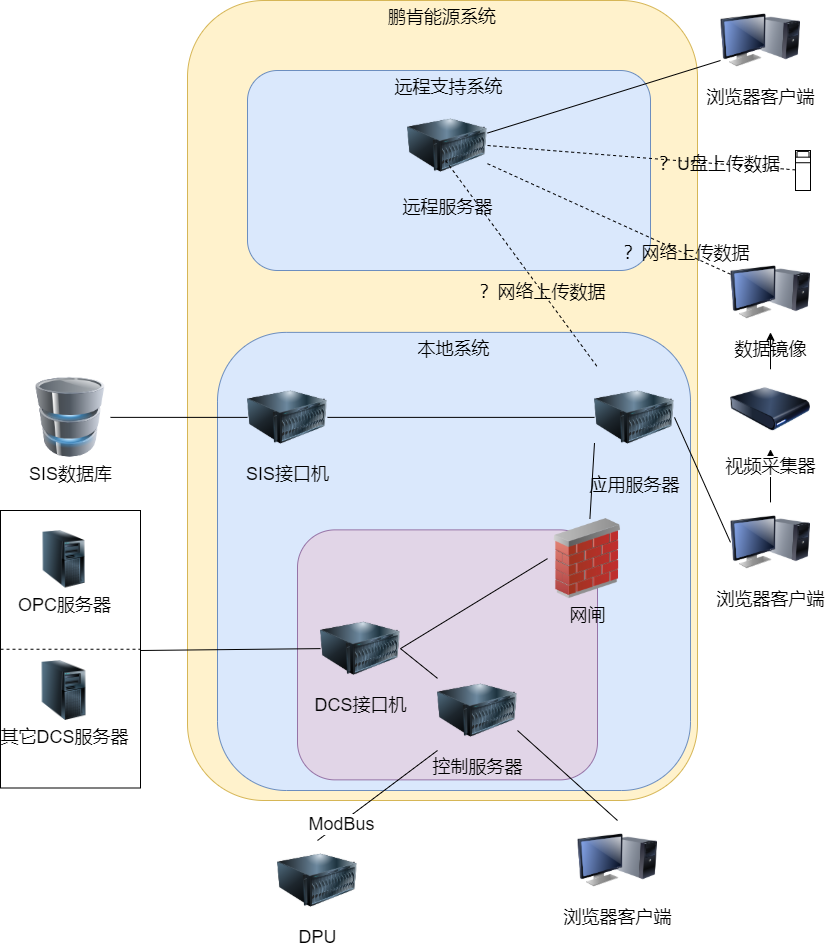 鹏肯能源系统
远程支持系统
浏览器客户端
？U盘上传数据
远程服务器
？网络上传数据
？网络上传数据
本地系统
数据镜像
SIS数据库
SIS接口机
应用服务器
视频采集器
OPC服务器
网闸
浏览器客户端
DCS接口机
其它DCS服务器
控制服务器
ModBus
浏览器客户端
DPU